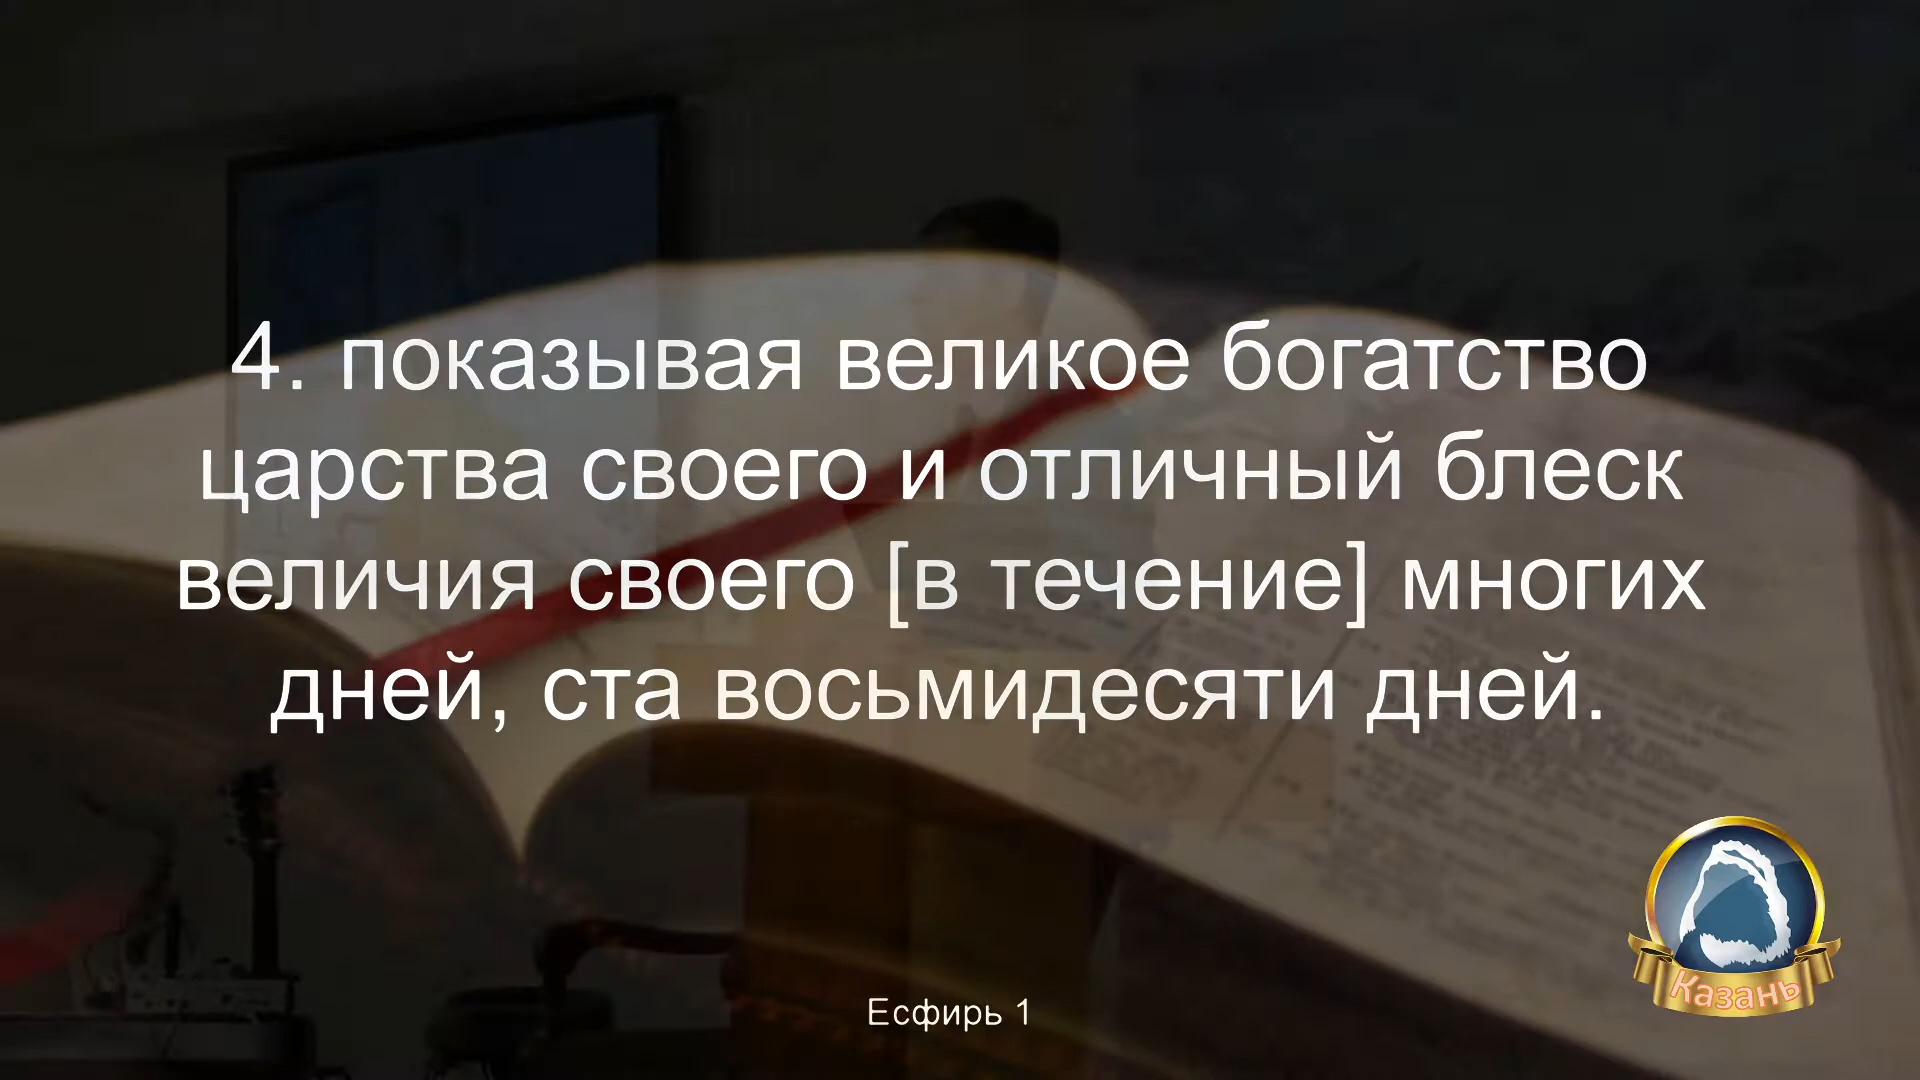 4. показывая великое богатство
царства своего и отличный блеск
величия своего [в течение] многих
дней, ста восьмидесяти дней.
Казань
Есфирь 1